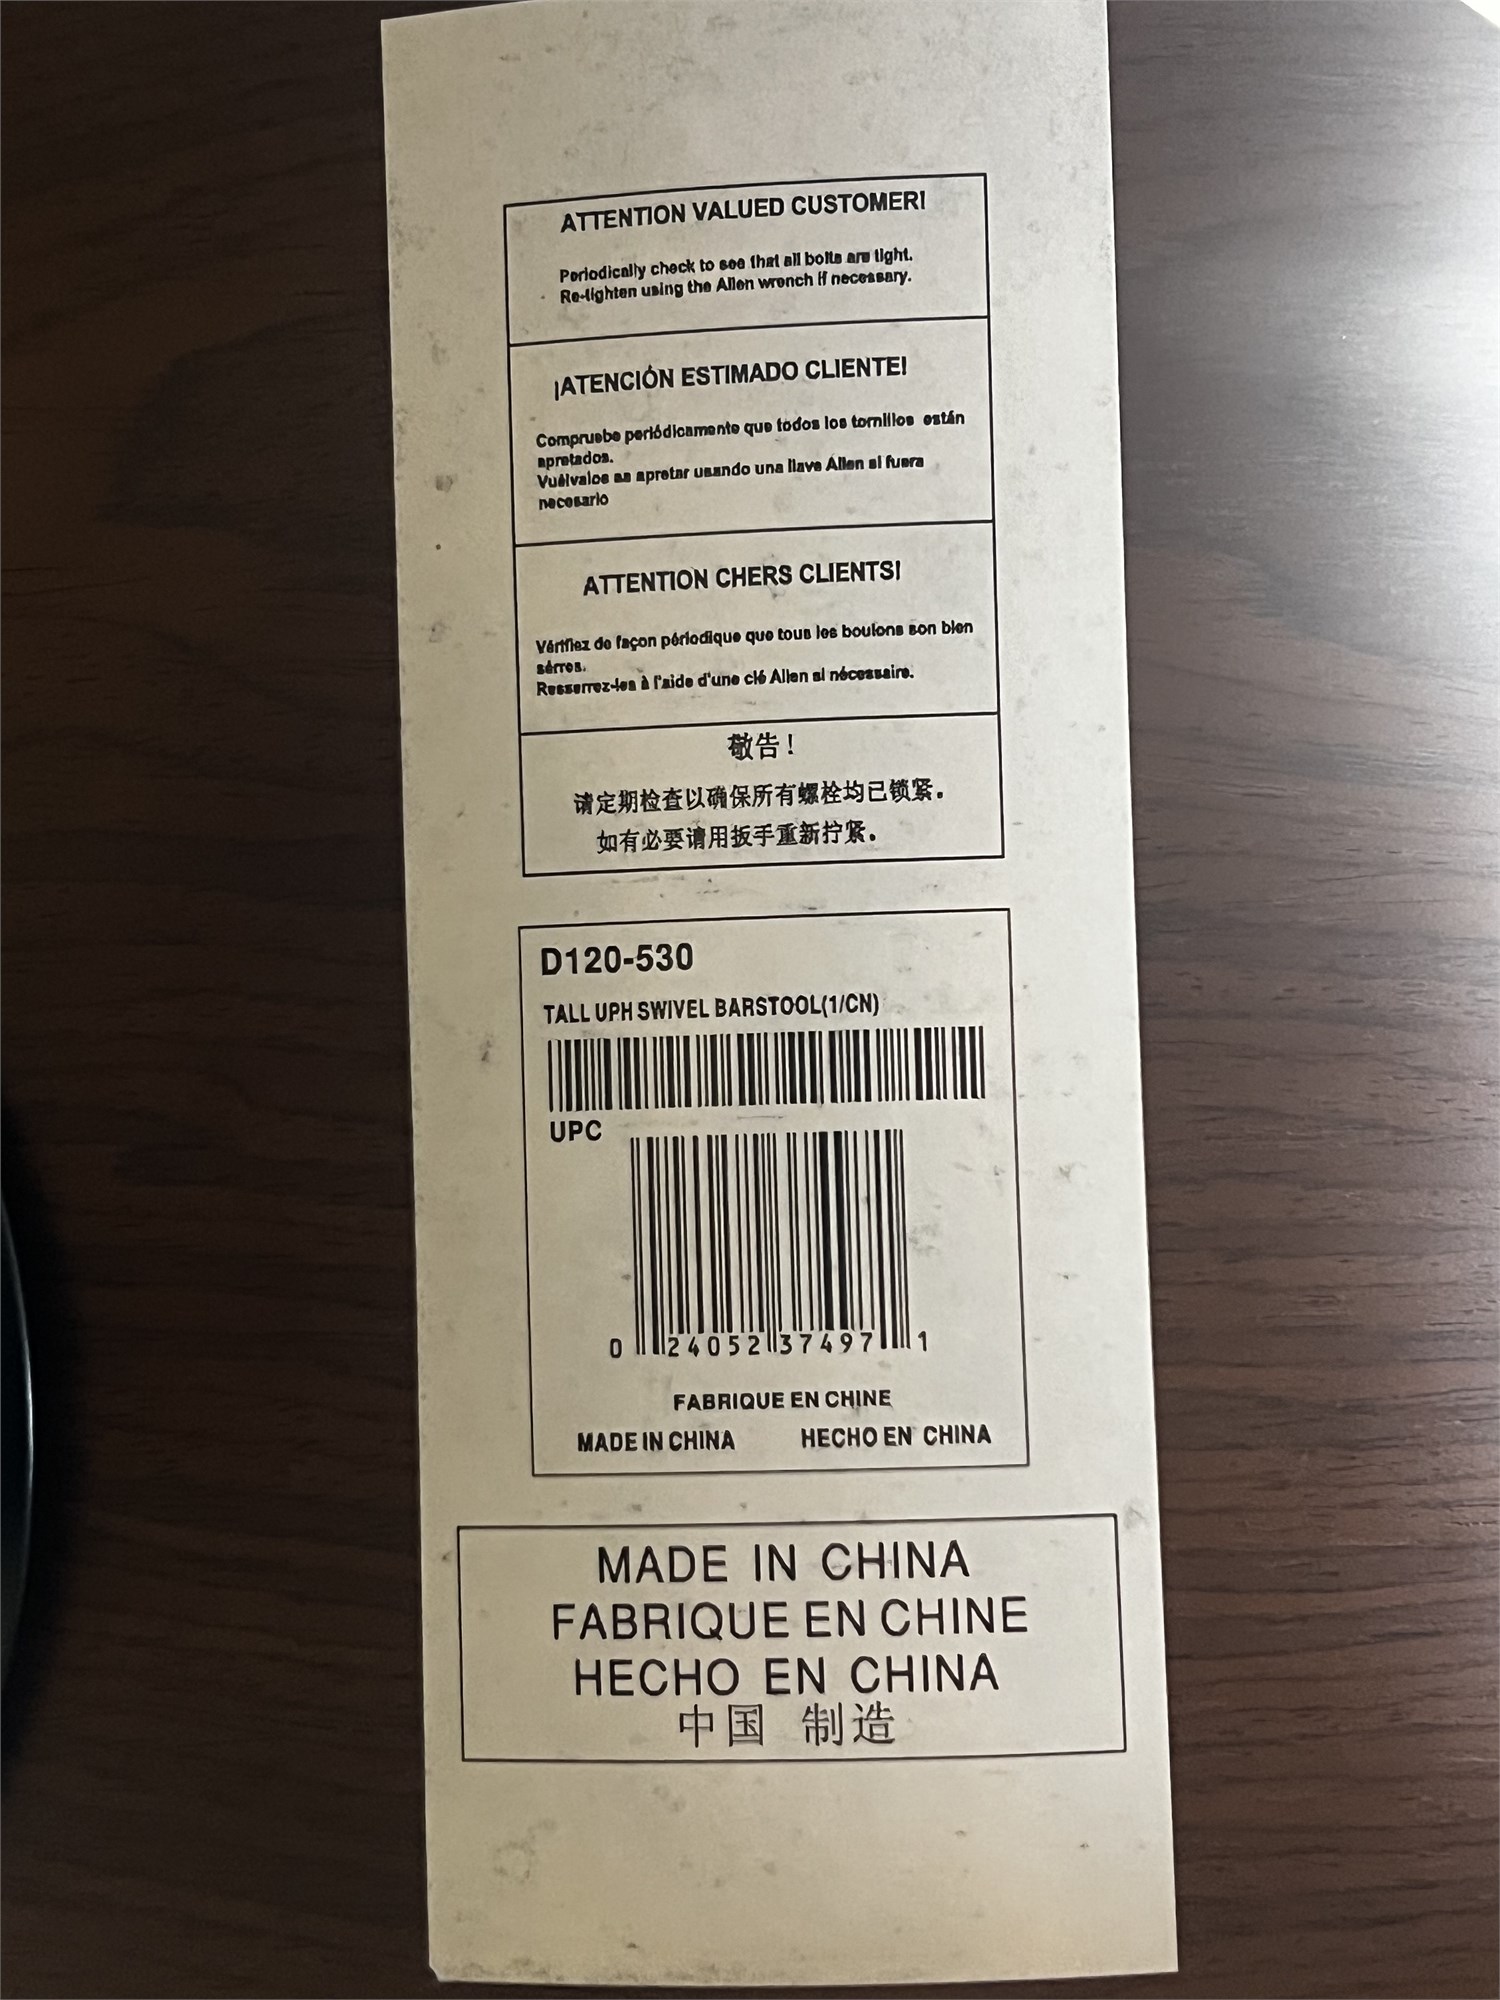 ATTENTION VALUED CUSTOMER!
Periodically check to see that all bolts are tight.
Re-tighten using the Allen wrench if necessary.
¡ATENCIÓN ESTIMADO CLIENTE!
Compruebe periódicamente que todos los tornillos están
apretados.
Vuélvalos aa apretar usando una llave Állen si fuera
necesario
ATTENTION CHERS CLIENTS!
Vérifiez de façon périodique que tous les boulons son bien
sérres.
Resserrez-les à l'aide d'une clé Allen si nécessaire.
敬告！
请定期检查以确保所有螺栓均已锁紧。
如有必要请用扳手重新拧紧。
D120-530
TALL UPH SWIVEL BARSTOOL(1/CN)
UPC
0 24052 37497 1
FABRIQUE EN CHINE
MADE IN CHINA HECHO EN CHINA
MADE IN CHINA
FABRIQUE EN CHINE
HECHO EN CHINA
中国 制造